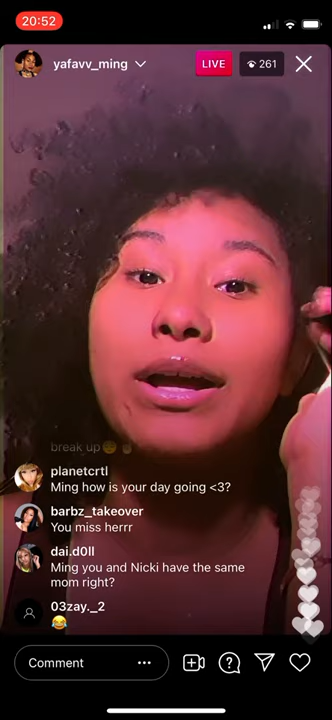 20:52
yafavv_ming
LIVE
261
break up😔☝🏻
planetcrtl
Ming how is your day going <3?
barbz_takeover
You miss herrr
dai.d0ll
Ming you and Nicki have the same
mom right?
03zay._2
😂
Comment